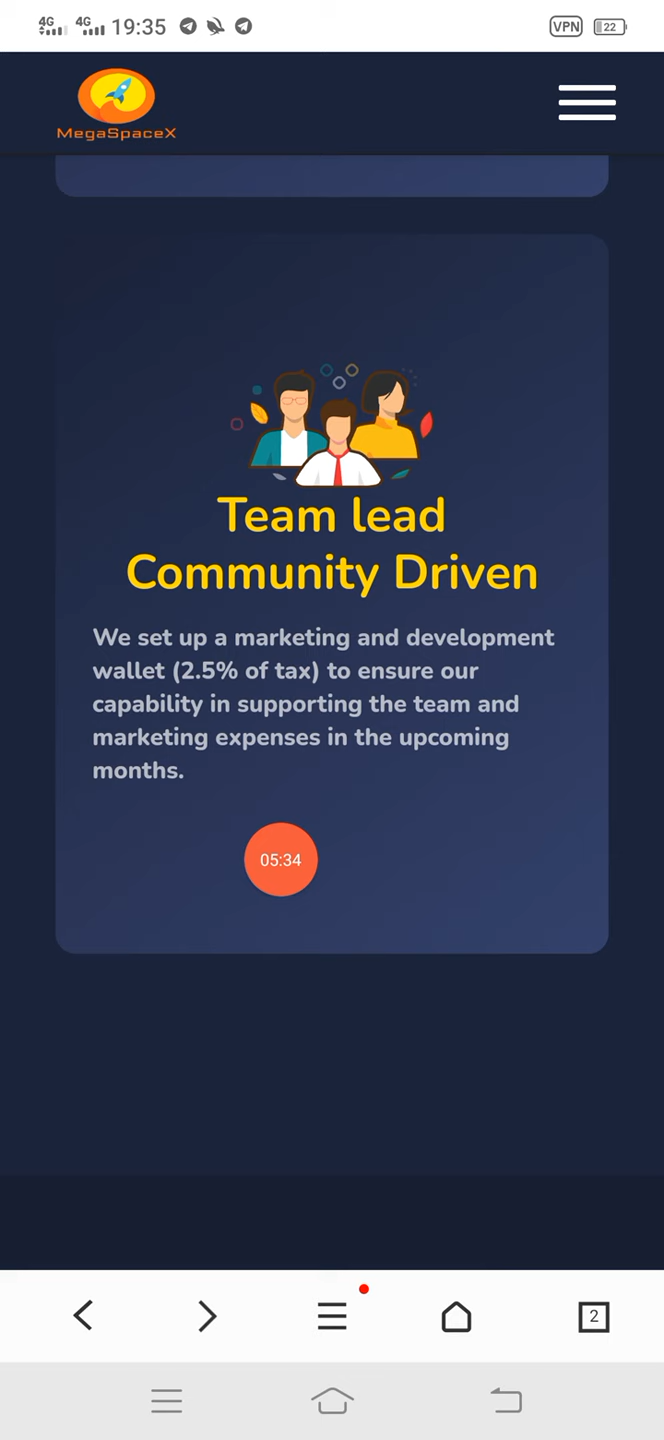 4G 4G 19:35 VPN 22
MegaSpaceX
Team lead
Community Driven
We set up a marketing and development
wallet (2.5% of tax) to ensure our
capability in supporting the team and
marketing expenses in the upcoming
months.
05:34
2